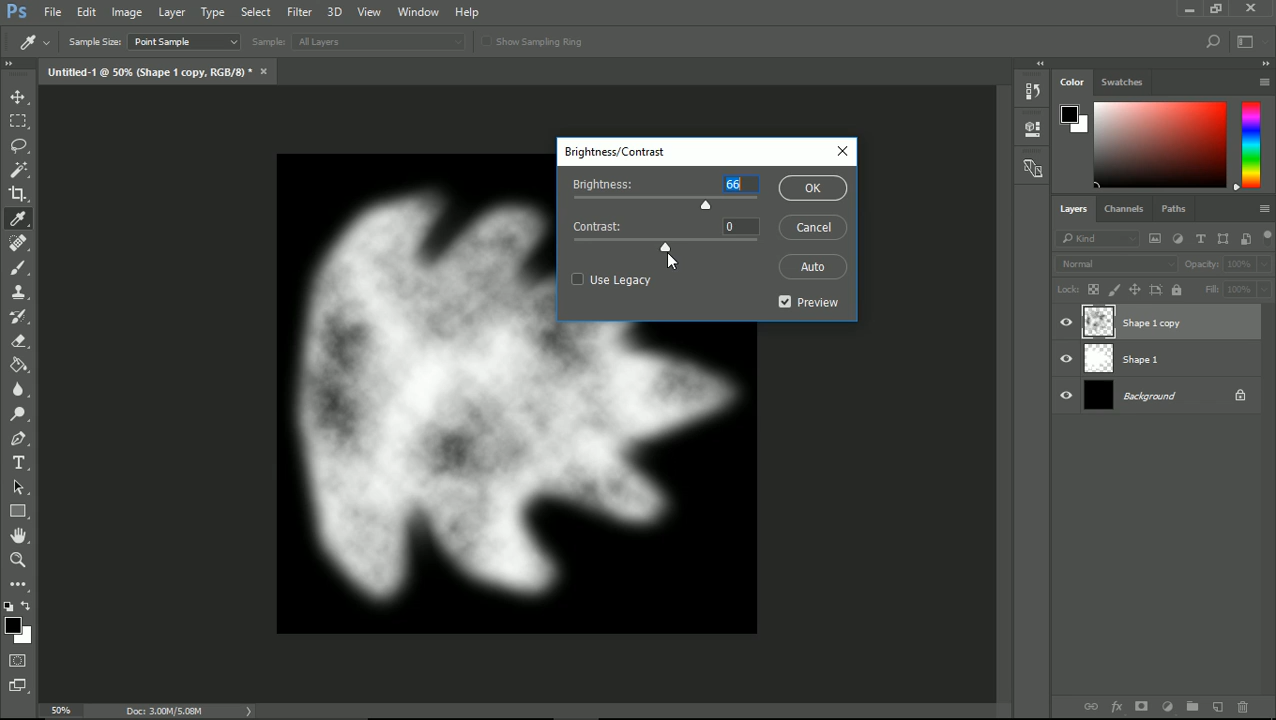 Ps File Edit Image Layer Type Select Filter 3D View Window Help
Sample Size: Point Sample Sample: All Layers Show Sampling Ring
Untitled-1 @ 50% (Shape 1 copy, RGB/8) * ×
Color Swatches
Brightness/Contrast
Brightness: 66 OK
Contrast: 0 Cancel
Auto
Use Legacy
Preview
Layers Channels Paths
Kind
Normal Opacity: 100%
Lock: Fill: 100%
Shape 1 copy
Shape 1
Background
50% Doc: 3.00M/5.08M